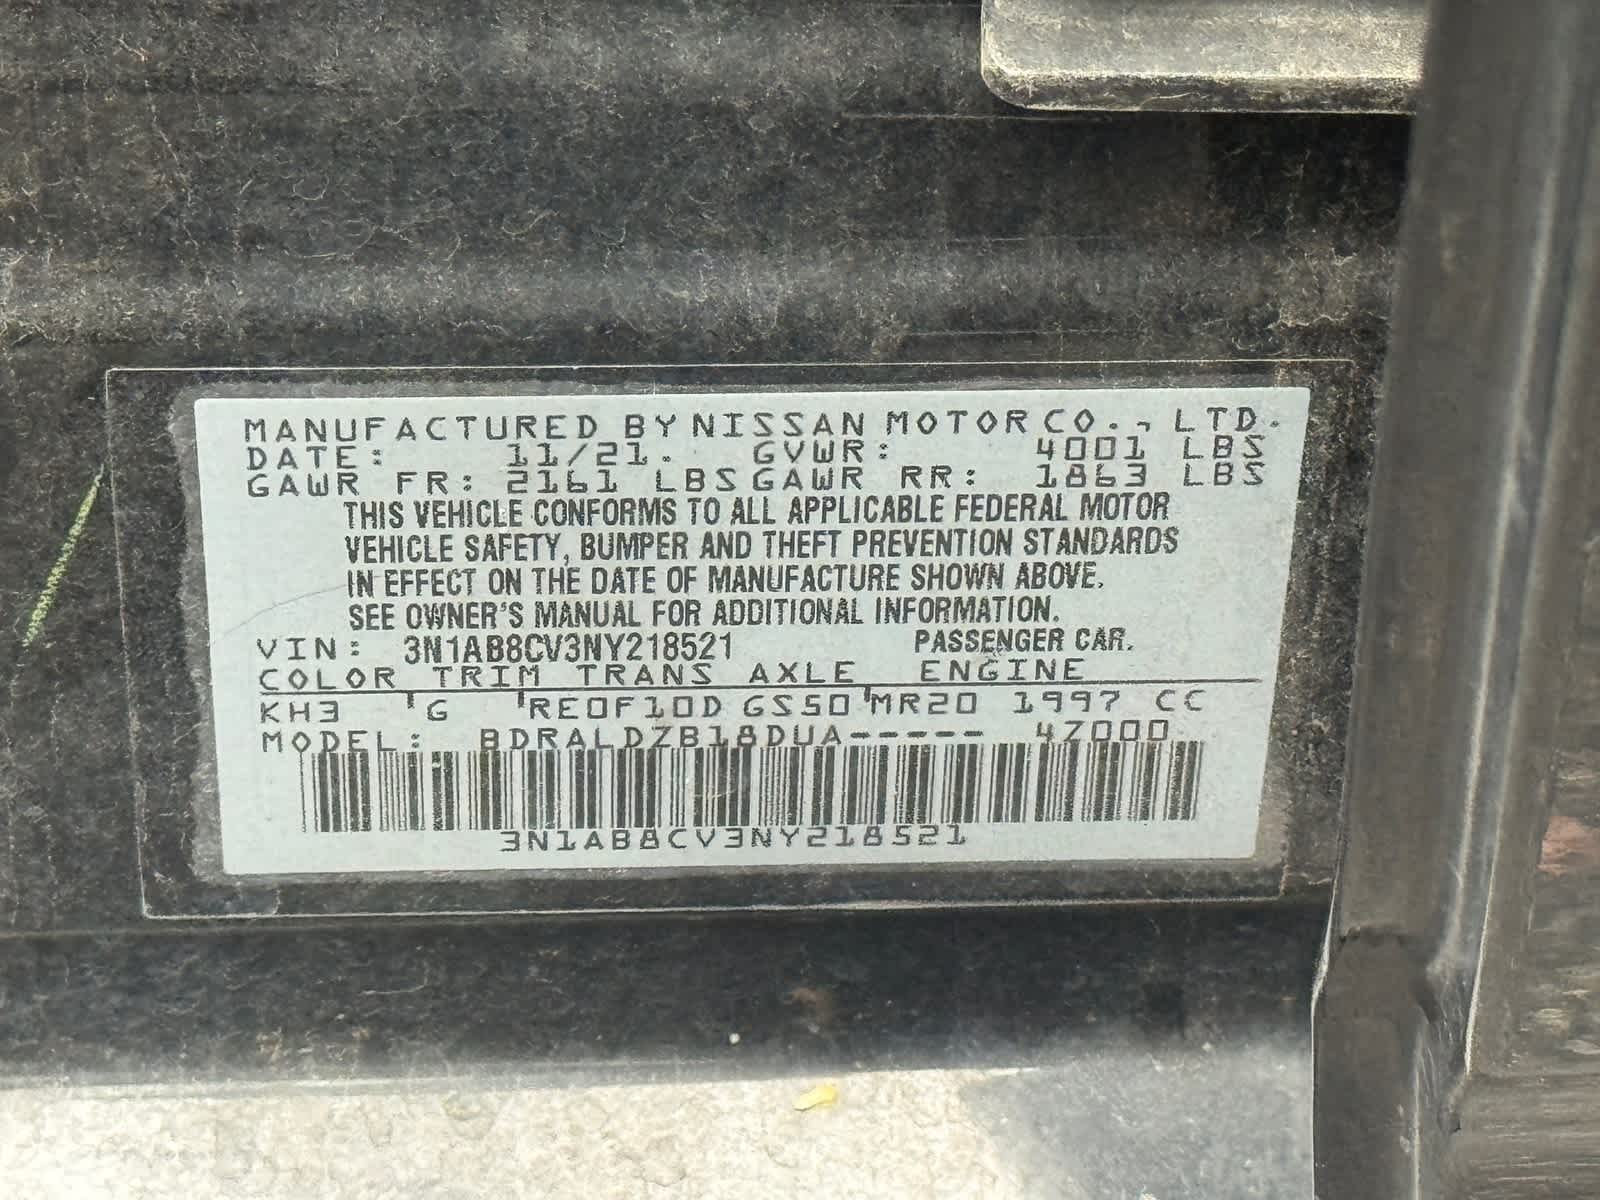 MANUFACTURED BY NISSAN MOTOR CO., LTD.
DATE: 11/21. GVWR: 4001 LBS
GAWR FR: 2161 LBS GAWR RR: 1863 LBS
THIS VEHICLE CONFORMS TO ALL APPLICABLE FEDERAL MOTOR
VEHICLE SAFETY, BUMPER AND THEFT PREVENTION STANDARDS
IN EFFECT ON THE DATE OF MANUFACTURE SHOWN ABOVE.
SEE OWNER'S MANUAL FOR ADDITIONAL INFORMATION.
VIN: 3N1AB8CV3NY218521 PASSENGER CAR.
COLOR TRIM TRANS AXLE ENGINE
KH3 'G 'RE0F10D GS50 'MR20 1997 CC
MODEL: BDRALDZB18DUA----- 47000
3N1AB8CV3NY218521